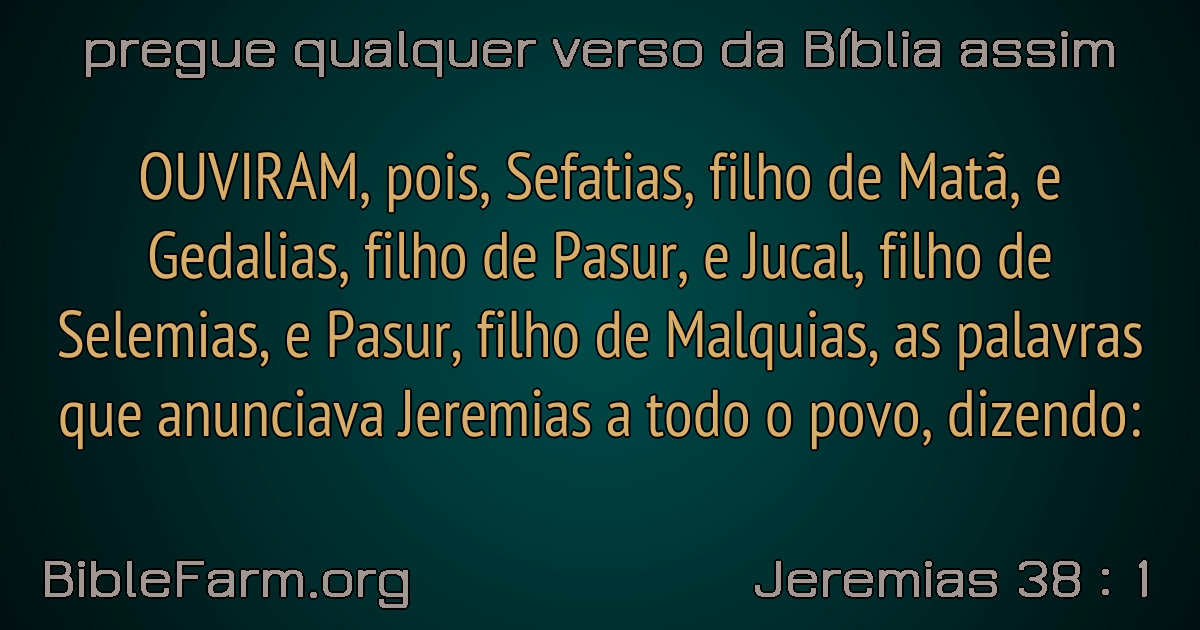 pregue qualquer verso da Bíblia assim
OUVIRAM, pois, Sefatias, filho de Matã, e
Gedalias, filho de Pasur, e Jucal, filho de
Selemias, e Pasur, filho de Malquias, as palavras
que anunciava Jeremias a todo o povo, dizendo:
BibleFarm.org
Jeremias 38 : 1